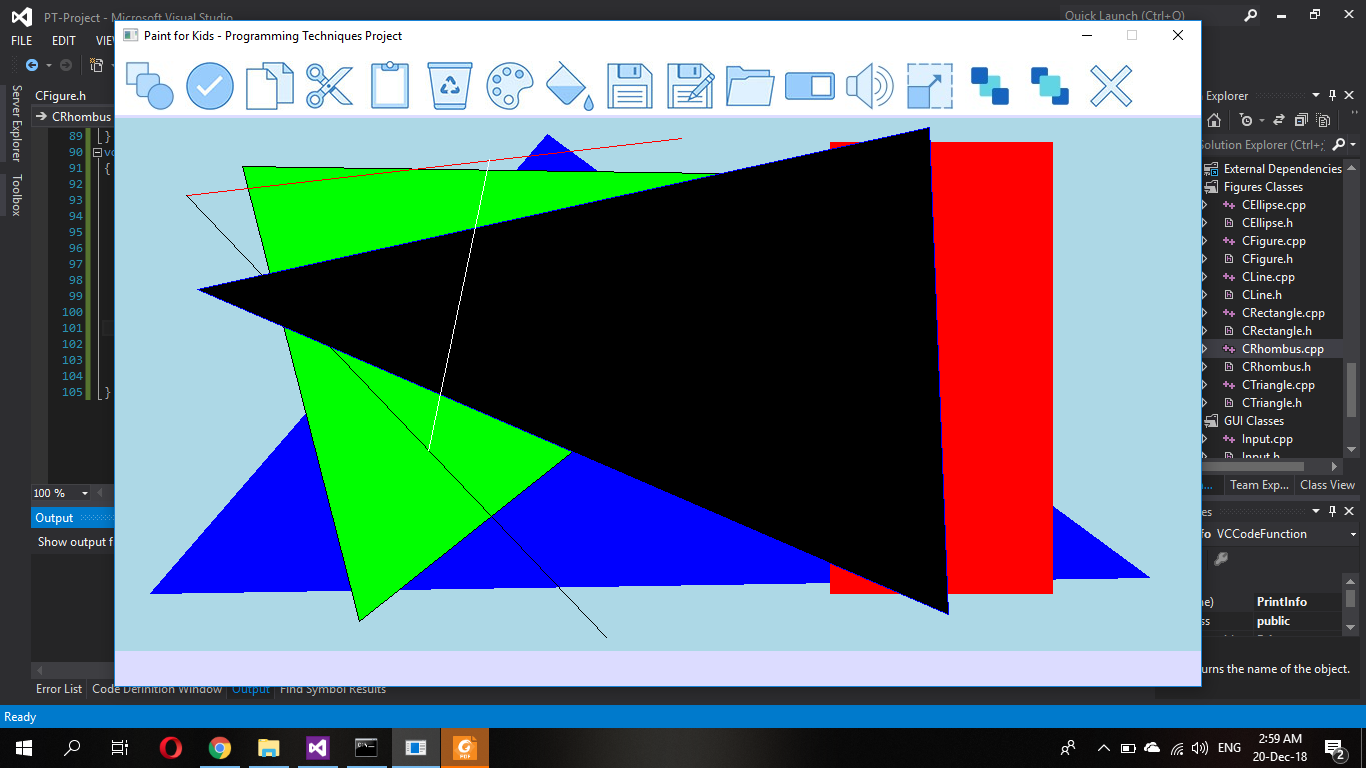 PT-Project - Microsoft Visual Studio
Quick Launch (Ctrl+Q)
FILE EDIT
Paint for Kids - Programming Techniques Project
CFigure.h
CRhombus
Server Explorer
Toolbox
89
90
91
92
93
94
95
96
97
98
99
100
101
102
103
104
105
}
{
}
100 %
Output
Show output f
Error List
Code Definition Window
Output
Find Symbol Results
Explorer
olution Explorer (Ctrl+;
External Dependencies
Figures Classes
CEllipse.cpp
CEllipse.h
CFigure.cpp
CFigure.h
CLine.cpp
CLine.h
CRectangle.cpp
CRectangle.h
CRhombus.cpp
CRhombus.h
CTriangle.cpp
CTriangle.h
GUI Classes
Input.cpp
Input.h
Team Exp... Class View
VCCodeFunction
PrintInfo
public
urns the name of the object.
Ready
PDF
ENG
2:59 AM
20-Dec-18
2